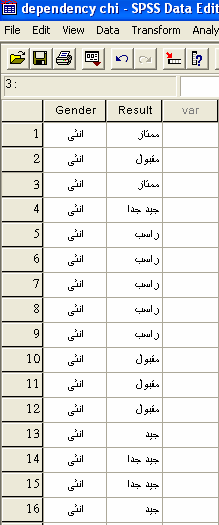 dependency chi - SPSS Data Edit
File Edit View Data Transform Analy
3:
Gender Result var
1 انثى ممتاز
2 انثى مقبول
3 انثى ممتاز
4 انثى جيد جدا
5 انثى راسب
6 انثى راسب
7 انثى راسب
8 انثى راسب
9 انثى راسب
10 انثى مقبول
11 انثى مقبول
12 انثى مقبول
13 انثى جيد
14 انثى جيد جدا
15 انثى جيد جدا
16 انثى جيد